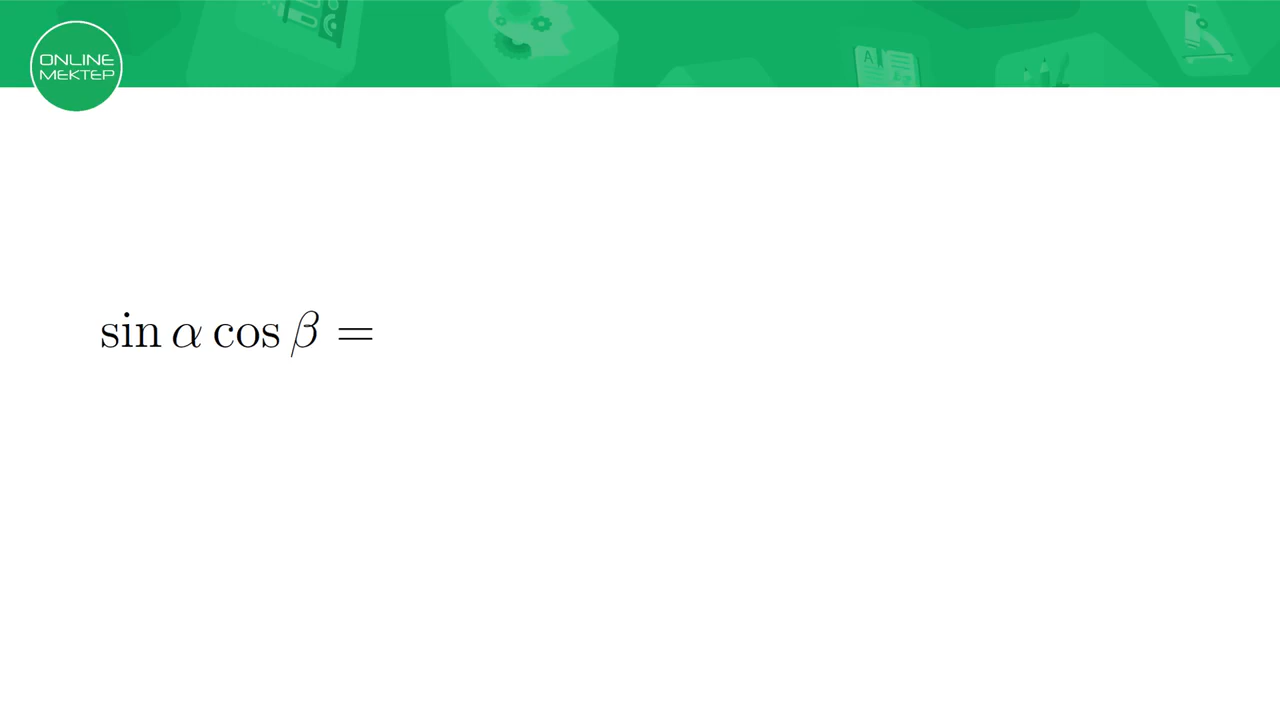 ONLINE
MEKTEP
A
sin α cos β =